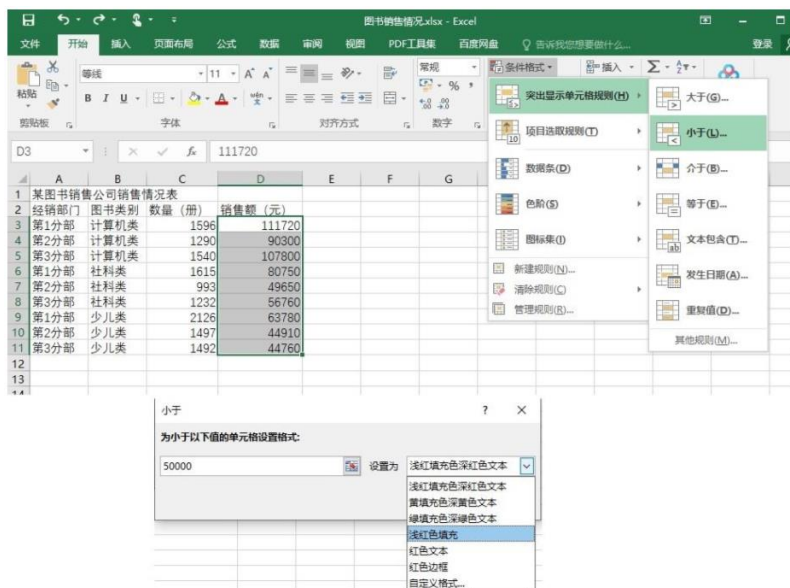 图书销售情况.xlsx - Excel
文件 开始 插入 页面布局 公式 数据 审阅 视图 PDF工具集 百度网盘 告诉我您想要做什么... 登录
粘贴 等线 11 A A 常规 条件格式 插入 Σ
B I U A wén % ,
剪贴板 字体 对齐方式 数字
突出显示单元格规则(H) 大于(G)...
项目选取规则(T) 小于(L)...
数据条(D) 介于(B)...
色阶(S) 等于(E)...
图标集(I) 文本包含(T)...
新建规则(N)... 发生日期(A)...
清除规则(C) 重复值(D)...
管理规则(R)... 其他规则(M)...
D3 fx 111720
A B C D E F G
1 某图书销售公司销售情况表
2 经销部门 图书类别 数量（册） 销售额（元）
3 第1分部 计算机类 1596 111720
4 第2分部 计算机类 1290 90300
5 第3分部 计算机类 1540 107800
6 第1分部 社科类 1615 80750
7 第2分部 社科类 993 49650
8 第3分部 社科类 1232 56760
9 第1分部 少儿类 2126 63780
10 第2分部 少儿类 1497 44910
11 第3分部 少儿类 1492 44760
12
13
小于 ? ×
为小于以下值的单元格设置格式:
50000 设置为 浅红填充色深红色文本
浅红填充色深红色文本
黄填充色深黄色文本
绿填充色深绿色文本
浅红色填充
红色文本
红色边框
自定义格式...